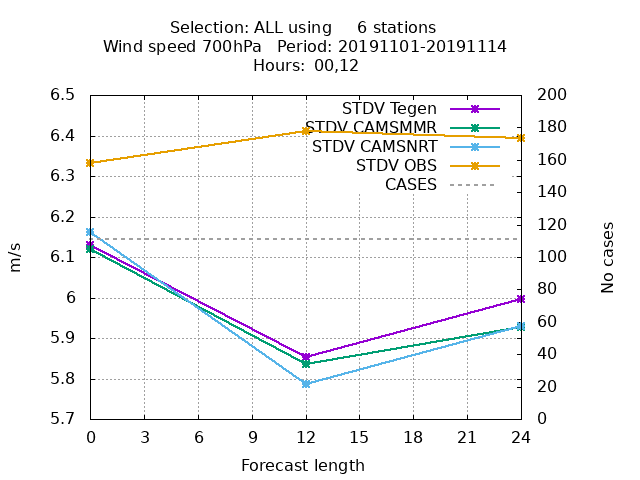 Selection: ALL using     6 stations
Wind speed 700hPa   Period: 20191101-20191114
Hours:  00,12
STDV Tegen
STDV CAMSMMR
STDV CAMSNRT
STDV OBS
CASES
6.5
6.4
6.3
6.2
6.1
6
5.9
5.8
5.7
m/s
200
180
160
140
120
100
80
60
40
20
0
No cases
0 3 6 9 12 15 18 21 24
Forecast length